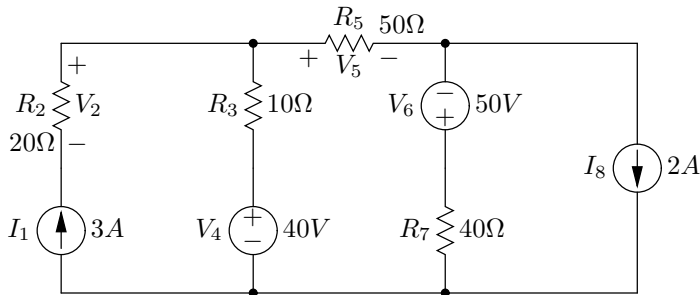 R5 50Ω
+ V5 −
+
R2 V2
20Ω −
R3 10Ω
V6 50V
−
+
I8 2A
I1 3A
V4 40V
+
−
R7 40Ω